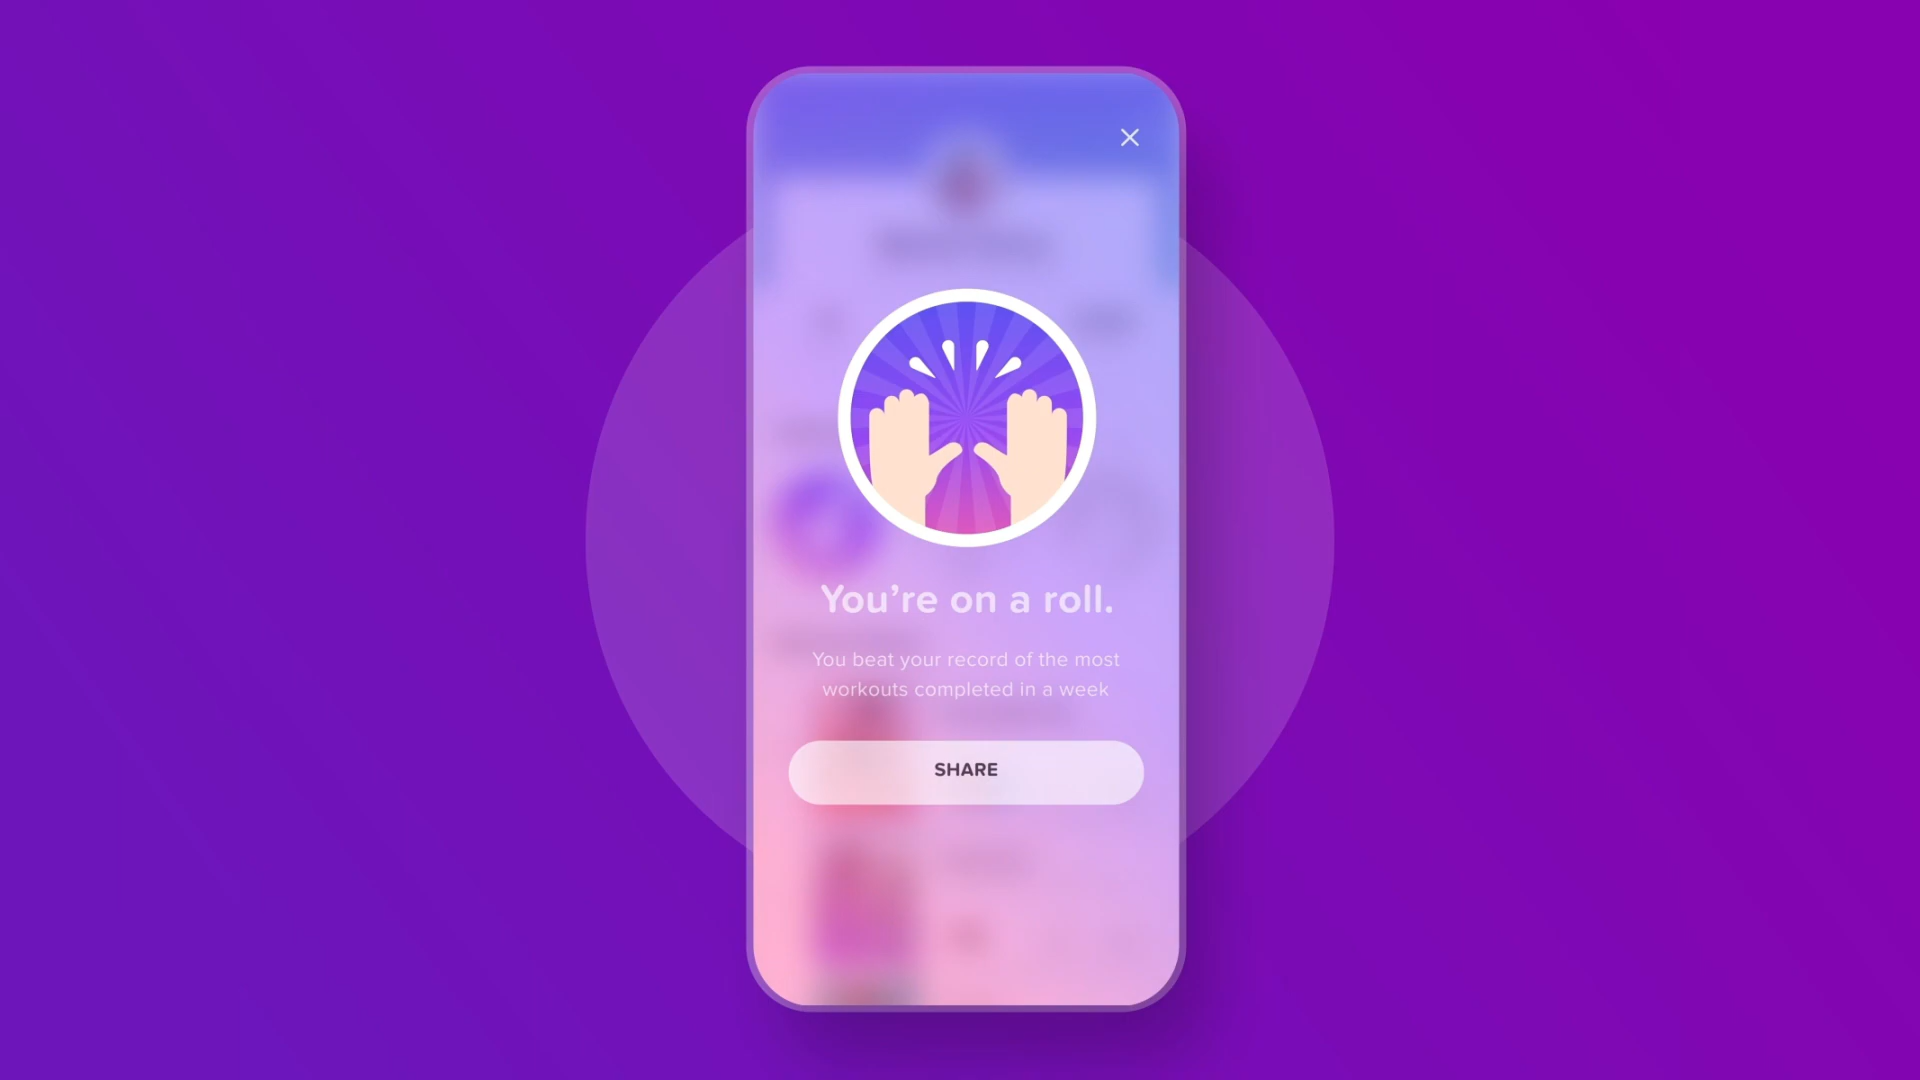 You’re on a roll.
You beat your record of the most
workouts completed in a week
SHARE